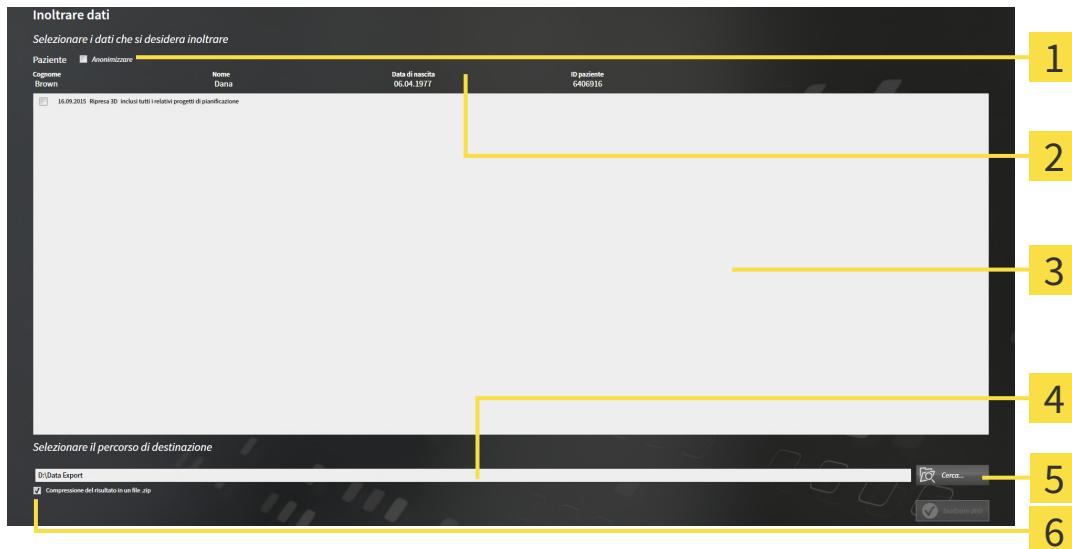 Inoltrare dati
Selezionare i dati che si desidera inoltrare
Paziente Anonimizzare
Cognome Nome Data di nascita ID paziente
Brown Dana 06.04.1977 6406916
16.09.2015 Ripresa 3D inclusi tutti i relativi progetti di pianificazione
Selezionare il percorso di destinazione
D:\Data Export
Cerca...
Compressione del risultato in un file .zip
Inoltrare dati
1
2
3
4
5
6